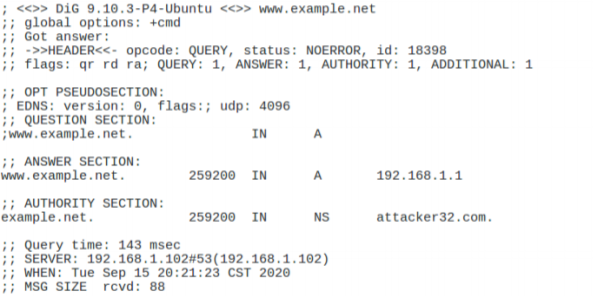 ; <<>> DiG 9.10.3-P4-Ubuntu <<>> www.example.net
;; global options: +cmd
;; Got answer:
;; ->>HEADER<<- opcode: QUERY, status: NOERROR, id: 18398
;; flags: qr rd ra; QUERY: 1, ANSWER: 1, AUTHORITY: 1, ADDITIONAL: 1
;; OPT PSEUDOSECTION:
; EDNS: version: 0, flags:; udp: 4096
;; QUESTION SECTION:
;www.example.net. IN A
;; ANSWER SECTION:
www.example.net. 259200 IN A 192.168.1.1
;; AUTHORITY SECTION:
example.net. 259200 IN NS attacker32.com.
;; Query time: 143 msec
;; SERVER: 192.168.1.102#53(192.168.1.102)
;; WHEN: Tue Sep 15 20:21:23 CST 2020
;; MSG SIZE rcvd: 88